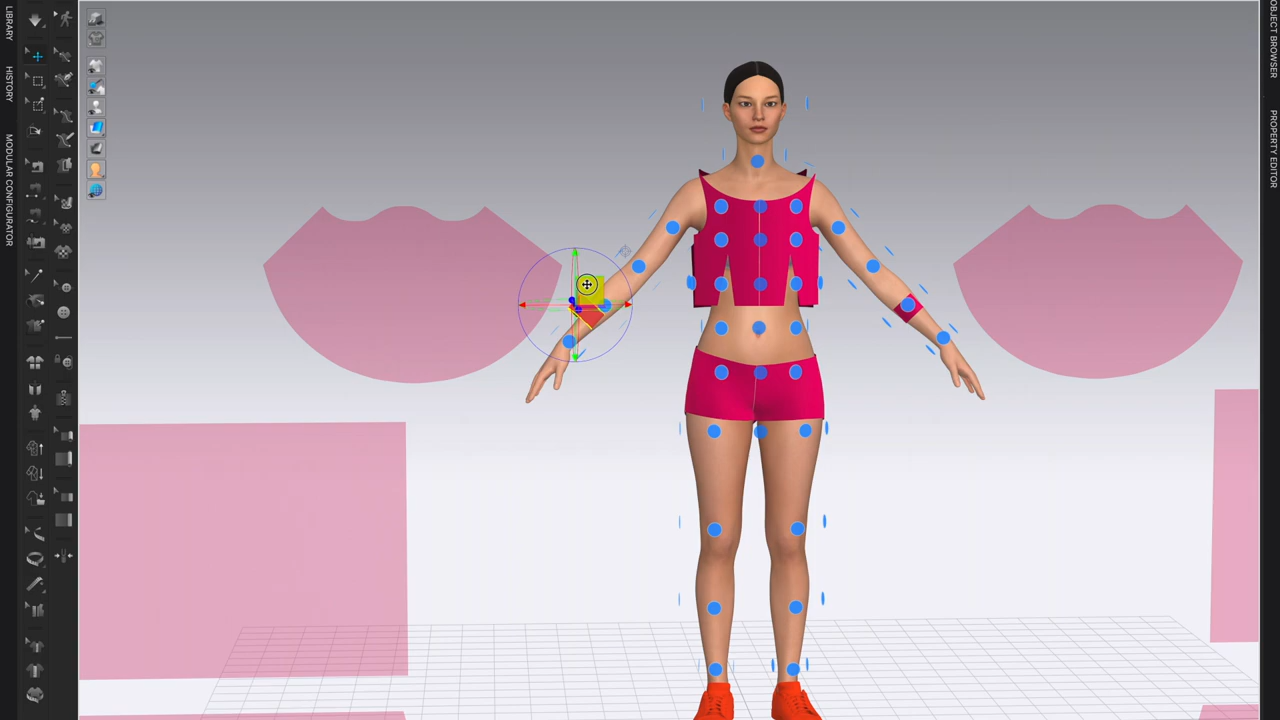 LIBRARY
HISTORY
MODULAR CONFIGURATOR
OBJECT BROWSER
PROPERTY EDITOR